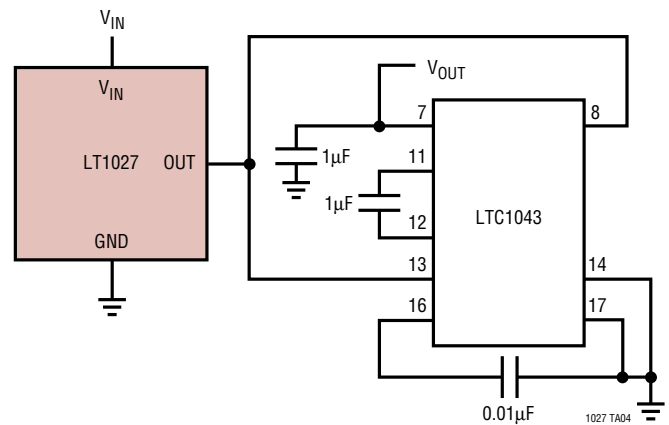 V_IN
V_IN
LT1027
OUT
GND
V_OUT
1µF
1µF
7
11
12
13
16
LTC1043
8
14
17
0.01µF
1027 TA04